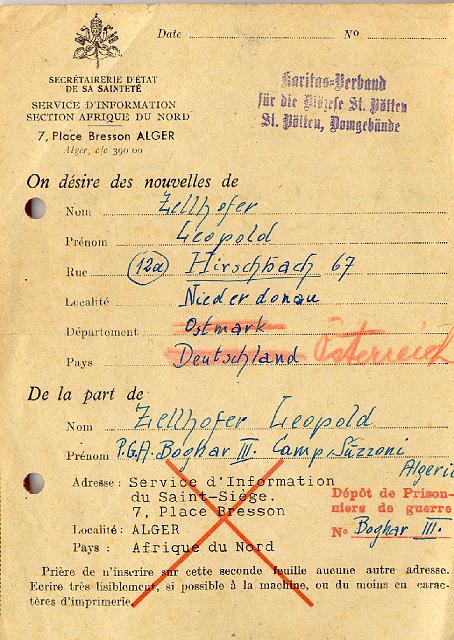 Date Nº
SECRÉTAIRERIE D'ÉTAT
DE SA SAINTETÉ
SERVICE D'INFORMATION
SECTION AFRIQUE DU NORD
7, Place Bresson ALGER
Alger, c/c 390 00
Karitas-Verband
für die Diözese St. Pölten
St. Pölten, Domgebäude
On désire des nouvelles de
Nom Zellhofer
Prénom Leopold
Rue (12a) Hirschbach 67
Localité Niederdonau
Département Ostmark
Pays Deutschland Österreich
De la part de
Nom Zellhofer Leopold
Prénom P.G.A. Boghar III. Camp Suzzoni
Algerie
Adresse : Service d'Information
du Saint-Siège.
7, Place Bresson
Localité : ALGER
Pays : Afrique du Nord
Dépôt de Prison-
niers de guerre
Nº Boghar III.
Prière de n'inscrire sur cette seconde feuille aucune autre adresse.
Ecrire très lisiblement, si possible à la machine, ou du moins en carac-
tères d'imprimerie.